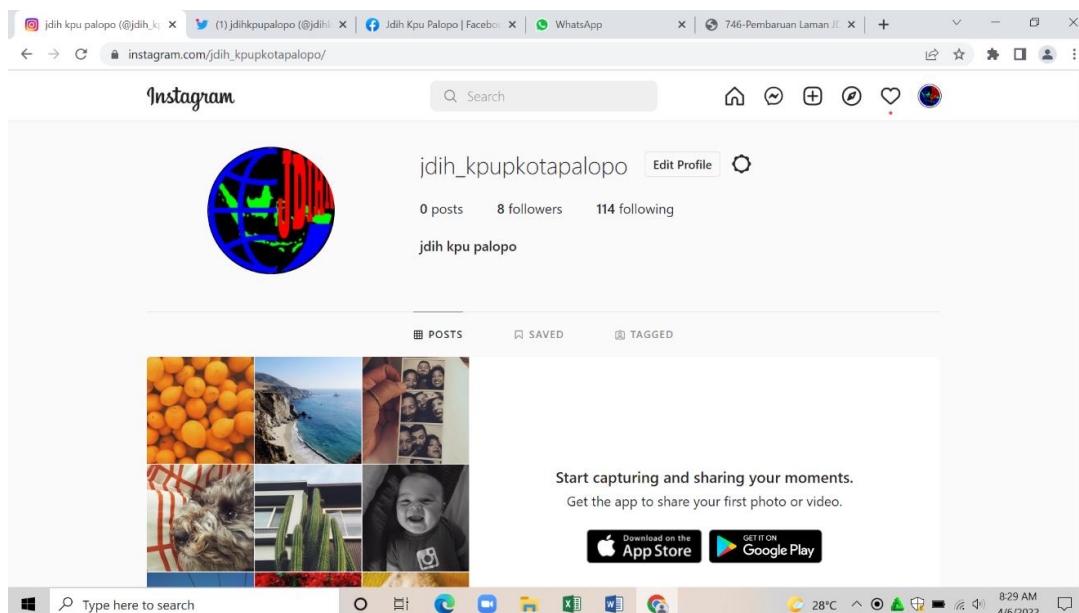 jdih kpu palopo (@jdih_k
(1) jdihkpupalopo (@jdihk
Jdih Kpu Palopo | Faceboo
WhatsApp
746-Pembaruan Laman JD
instagram.com/jdih_kpupkotapalopo/
Instagram
Search
jdih_kpupkotapalopo
Edit Profile
0 posts 8 followers 114 following
jdih kpu palopo
POSTS SAVED TAGGED
Start capturing and sharing your moments.
Get the app to share your first photo or video.
Download on the
App Store
GET IT ON
Google Play
Type here to search
28°C
8:29 AM